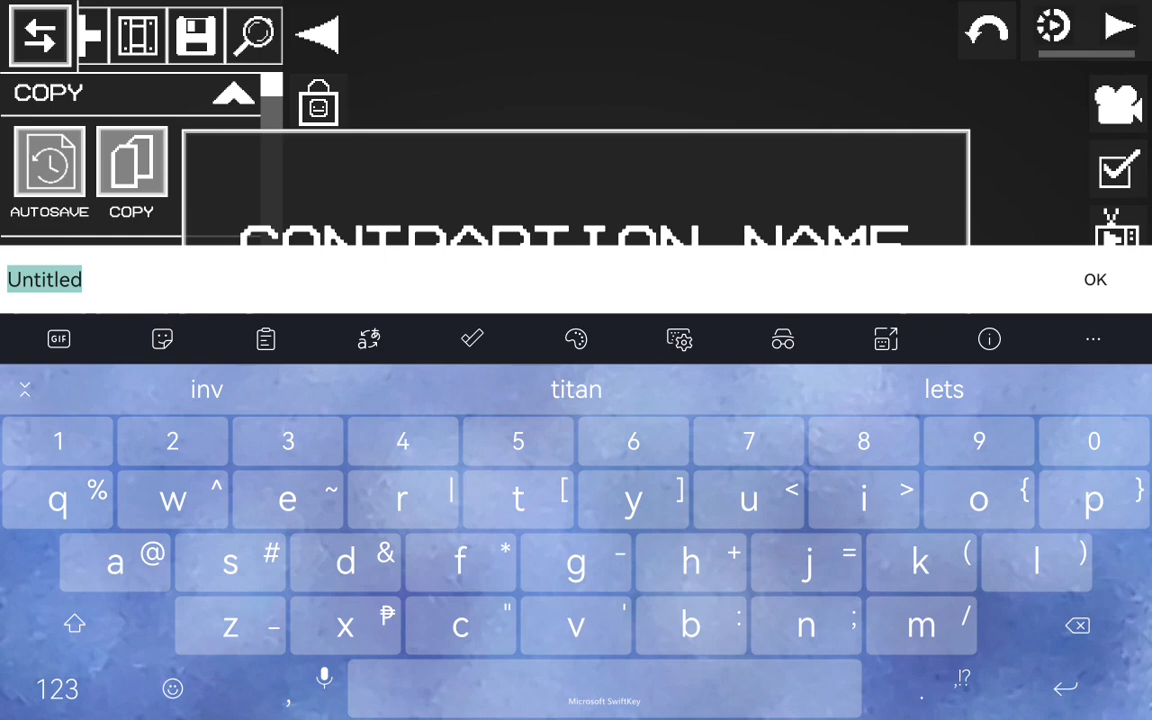 COPY
AUTOSAVE COPY
CONTRAPTION NAME
Untitled
OK
GIF
inv titan lets
1 2 3 4 5 6 7 8 9 0
q % w ^ e ~ r | t [ y ] u < i > o { p }
a @ s # d & f * g - h + j = k ( l )
z _ x ₱ c " v ' b : n ; m /
123 , Microsoft SwiftKey . ,!?